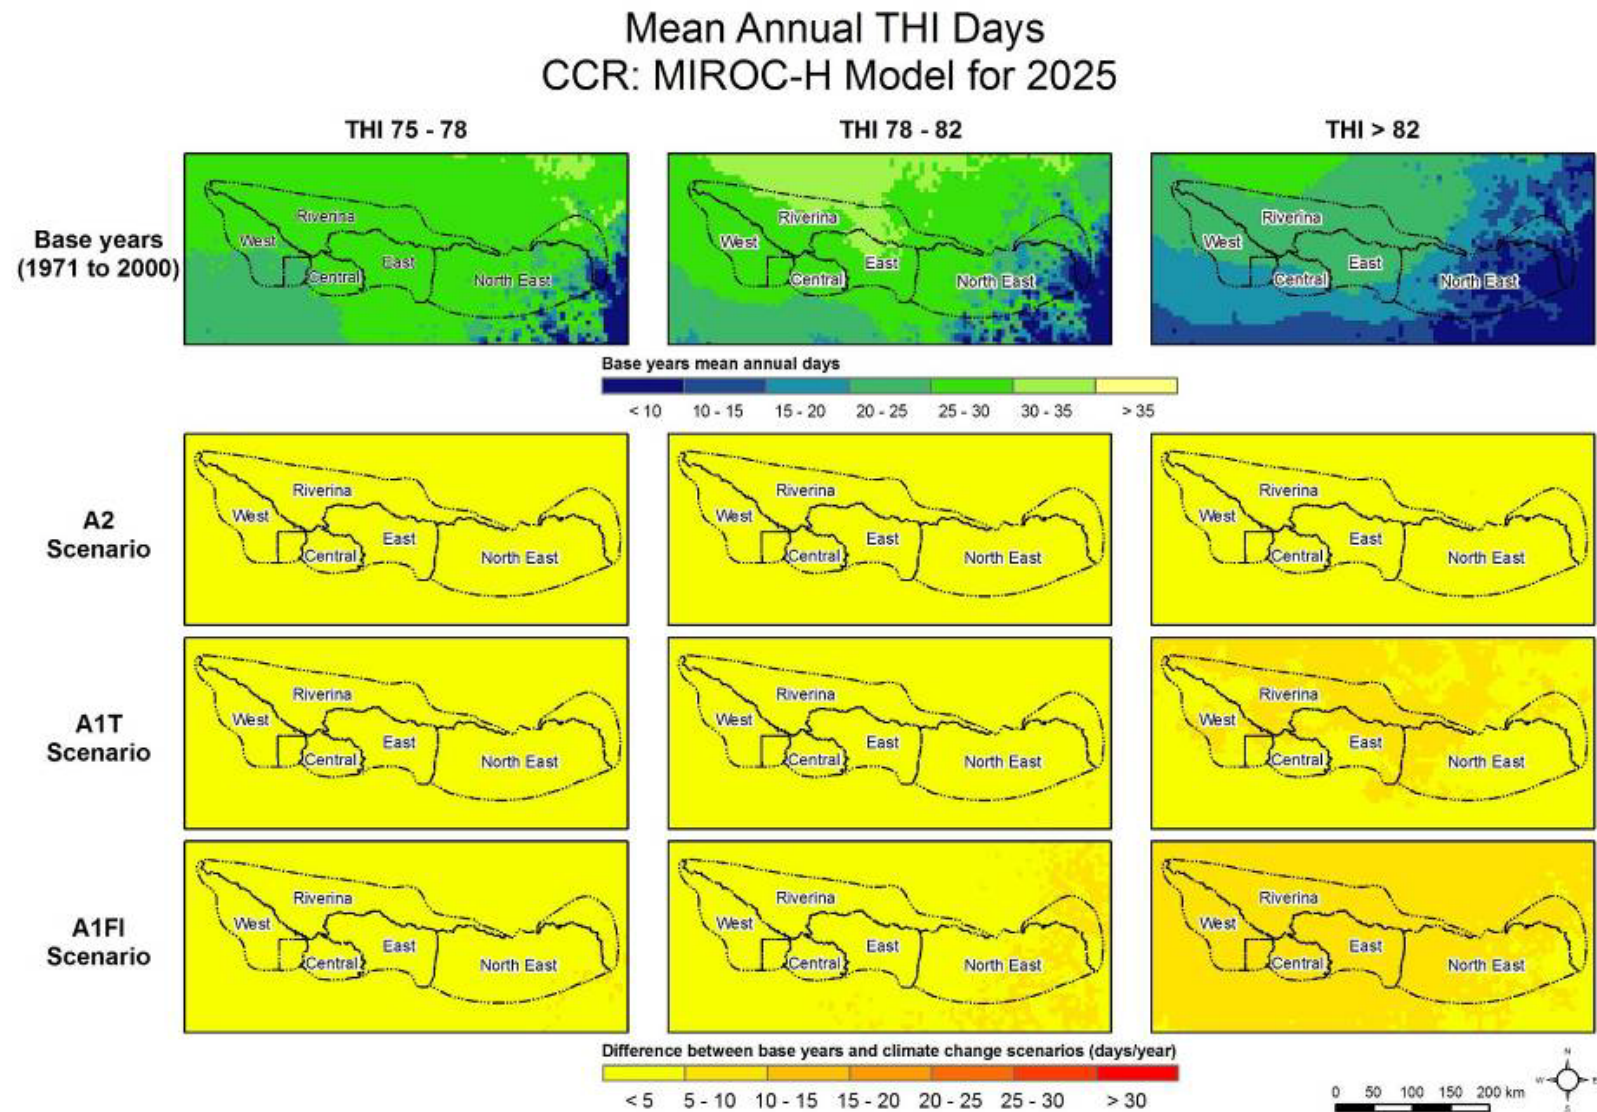 Mean Annual THI Days
CCR: MIROC-H Model for 2025
THI 75 - 78
THI 78 - 82
THI > 82
Base years
(1971 to 2000)
Riverina
West
East
Central
North East
Riverina
West
East
Central
North East
Riverina
West
East
Central
North East
Base years mean annual days
< 10 10 - 15 15 - 20 20 - 25 25 - 30 30 - 35 > 35
A2
Scenario
Riverina
West
East
Central
North East
Riverina
West
East
Central
North East
Riverina
West
East
Central
North East
A1T
Scenario
Riverina
West
East
Central
North East
Riverina
West
East
Central
North East
Riverina
West
East
Central
North East
A1FI
Scenario
Riverina
West
East
Central
North East
Riverina
West
East
Central
North East
Riverina
West
East
Central
North East
Difference between base years and climate change scenarios (days/year)
< 5 5 - 10 10 - 15 15 - 20 20 - 25 25 - 30 > 30
0 50 100 150 200 km
N
W E
S